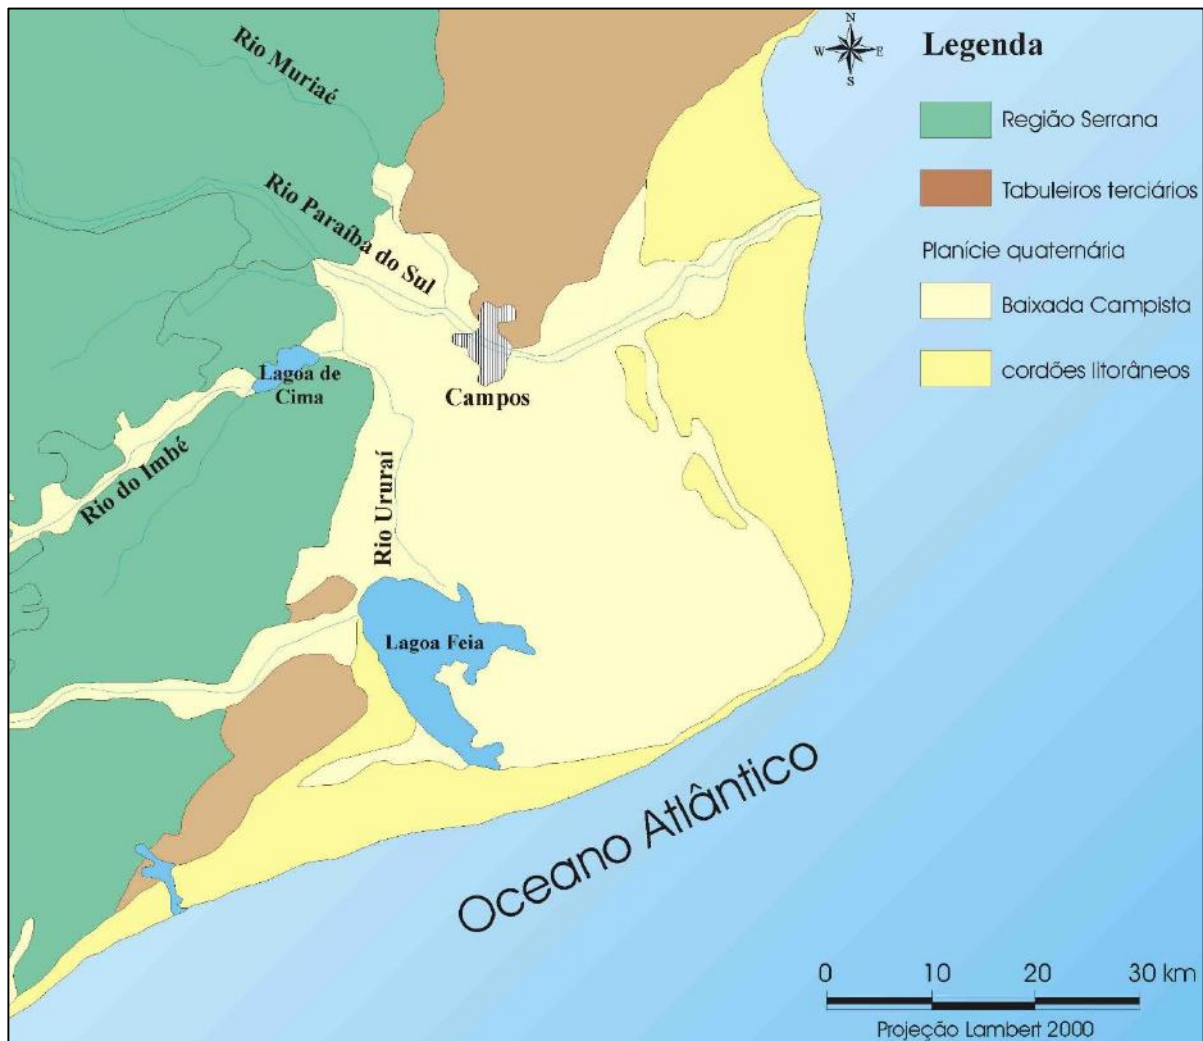 N
W E
S
Legenda
Região Serrana
Tabuleiros terciários
Planície quaternária
Baixada Campista
cordões litorâneos
Rio Muriaé
Rio Paraíba do Sul
Lagoa de
Cima
Campos
Rio do Imbé
Rio Ururaí
Lagoa Feia
Oceano Atlântico
0 10 20 30 km
Projeção Lambert 2000